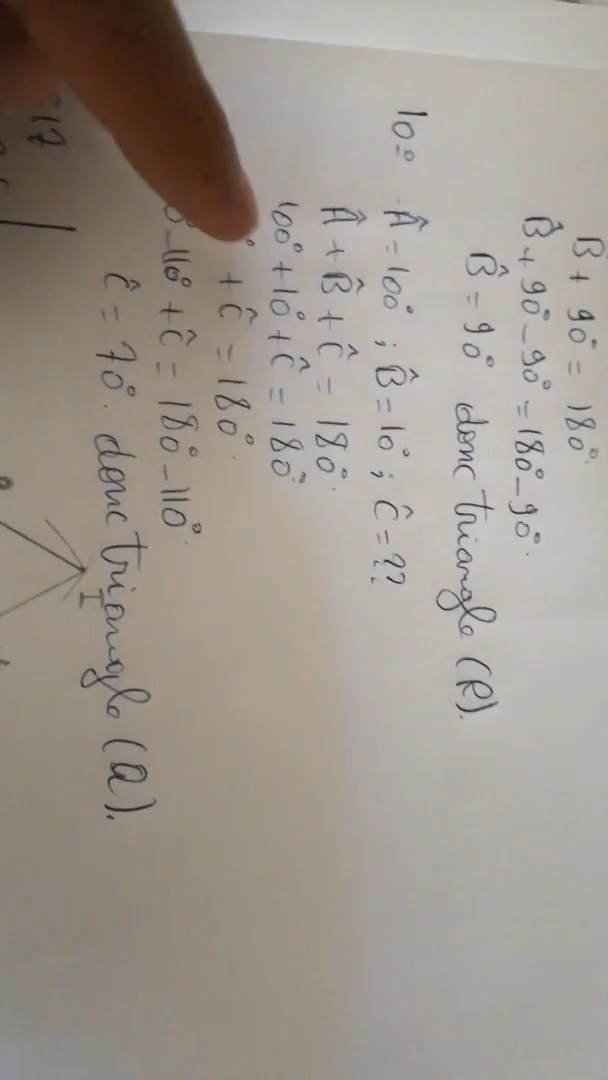 B̂ + 90° = 180°.
B̂ + 90° - 90° = 180° - 90°.
B̂ = 90° donc triangle (R).
10° Â = 100° ; B̂ = 10° ; Ĉ = ??
Â + B̂ + Ĉ = 180°.
100° + 10° + Ĉ = 180°.
° + Ĉ = 180°.
- 110° + Ĉ = 180° - 110°.
Ĉ = 70°. donc triangle (Q).
I
17